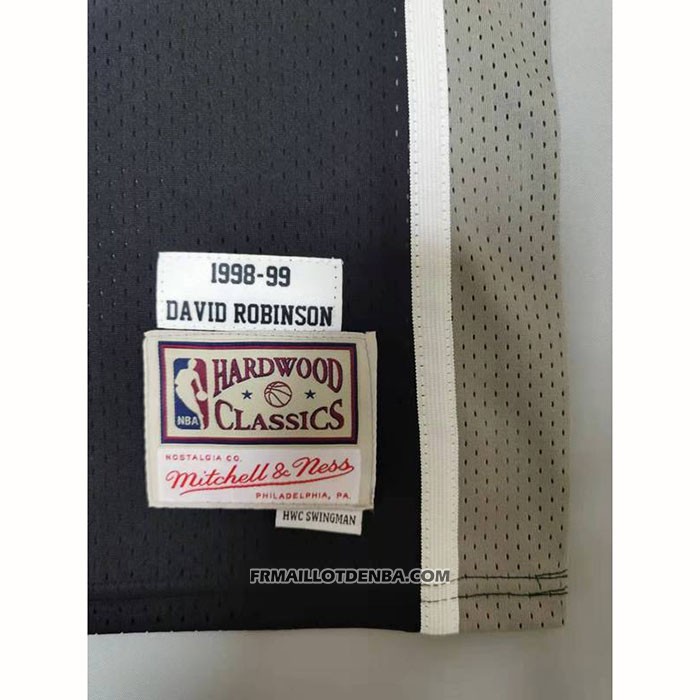 1998-99
DAVID ROBINSON
HARDWOOD
CLASSICS
NBA
NOSTALGIA CO.
Mitchell & Ness
PHILADELPHIA, PA.
HWC SWINGMAN
FRMAILLOTDENBA.COM